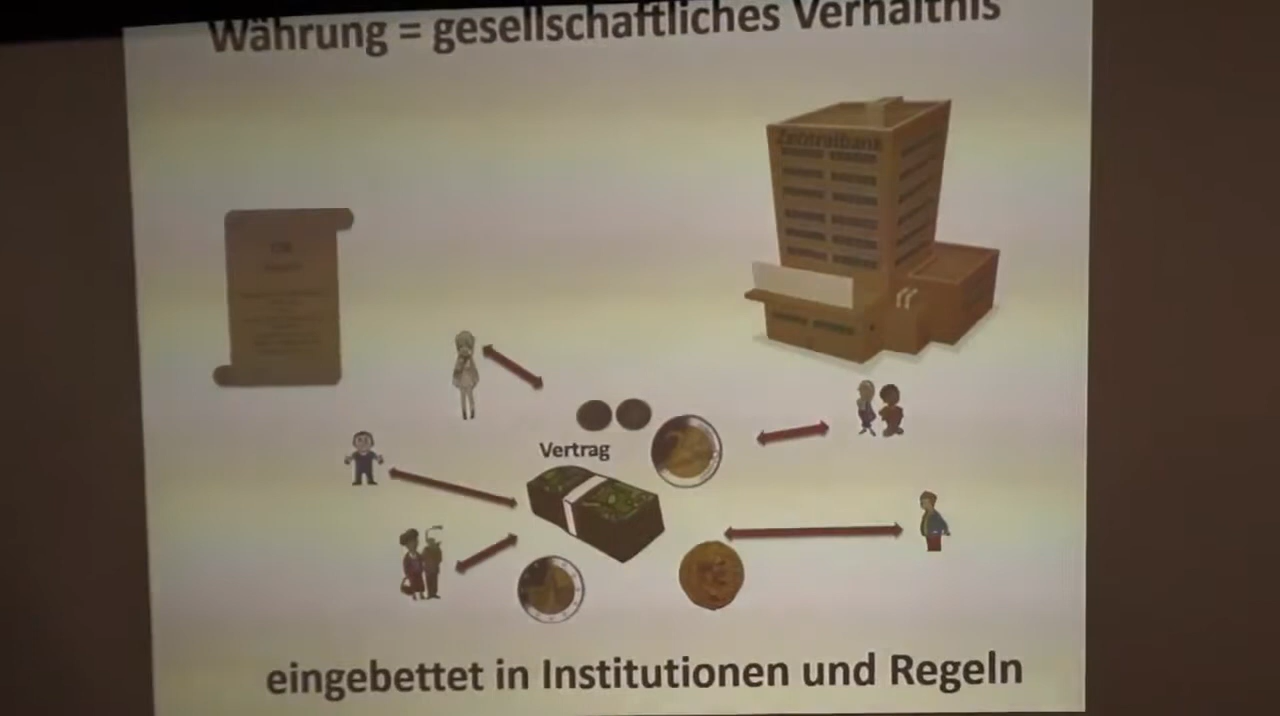 Währung = gesellschaftliches Verhältnis
Zentralbank
Vertrag
eingebettet in Institutionen und Regeln